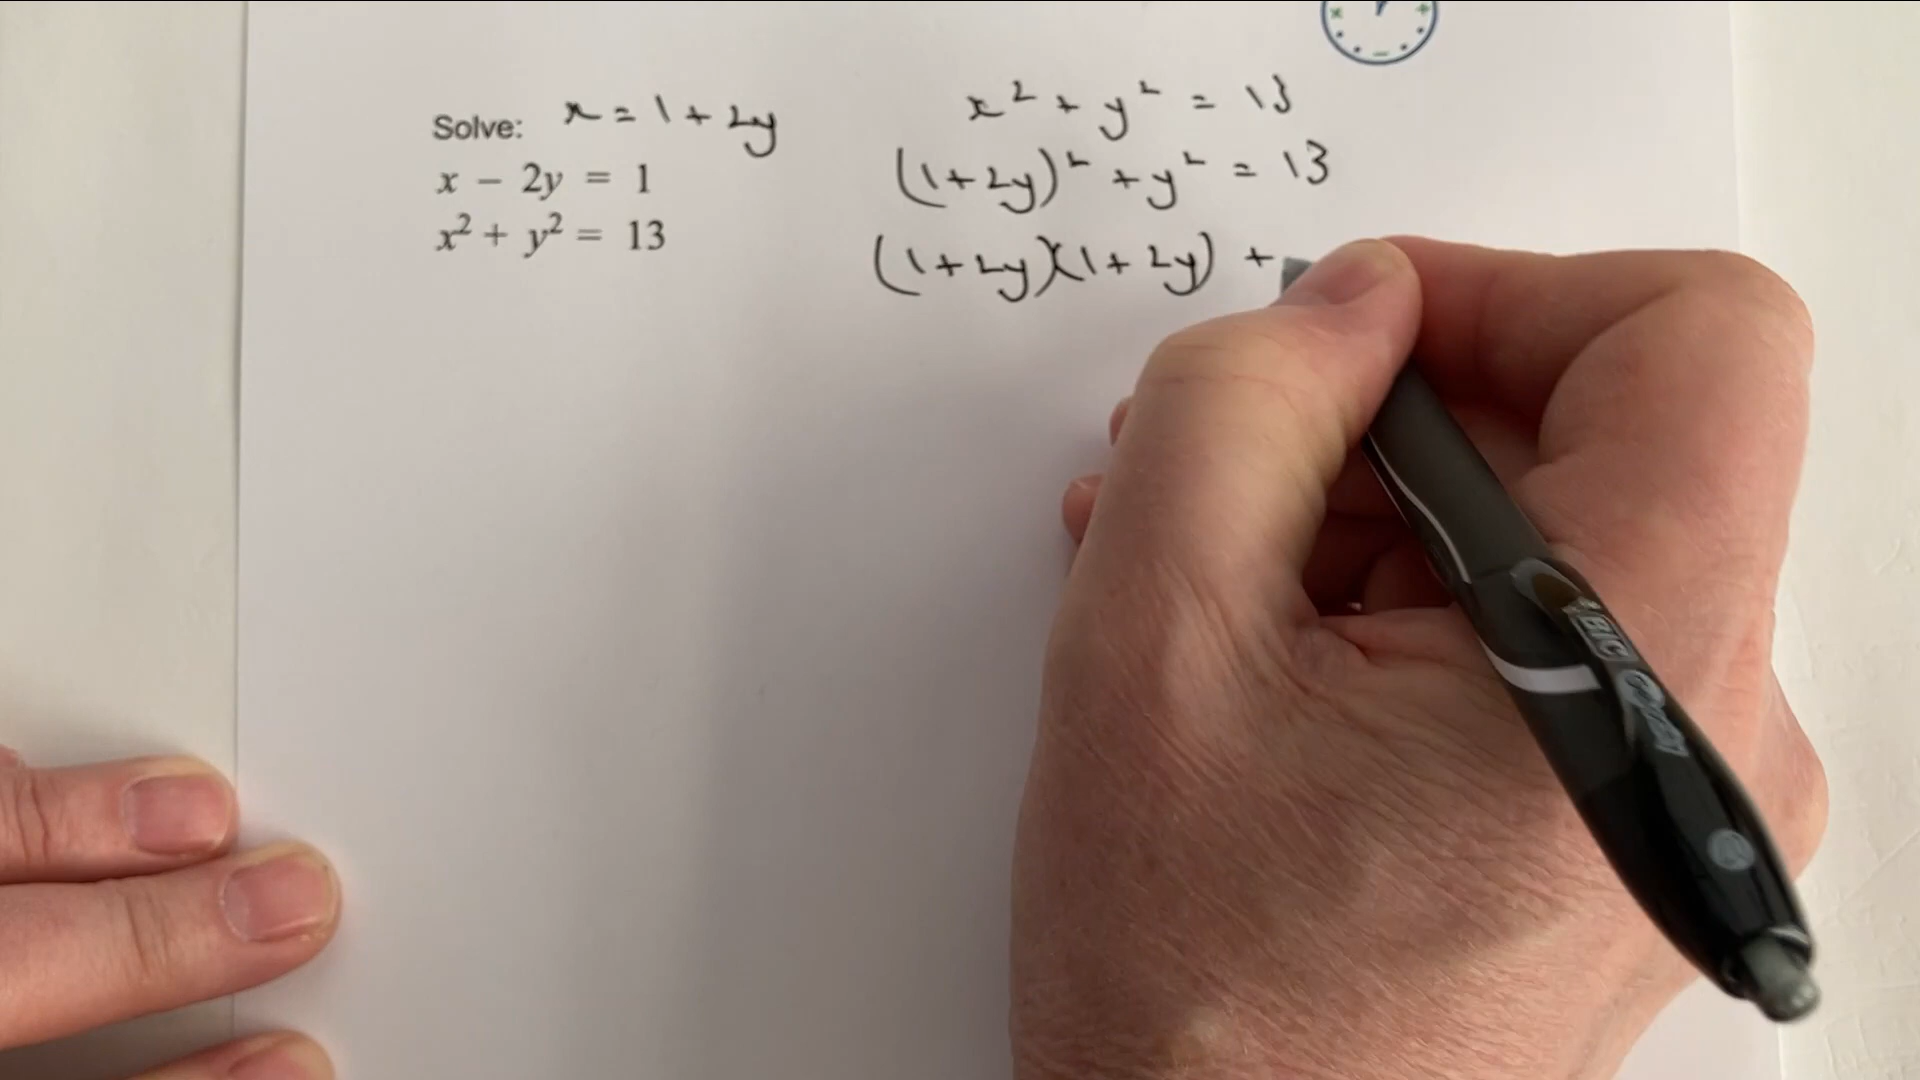 Solve: x = 1 + 2y
x − 2y = 1
x² + y² = 13
x² + y² = 13
(1+2y)² + y² = 13
(1+2y)(1+2y) +
BIC